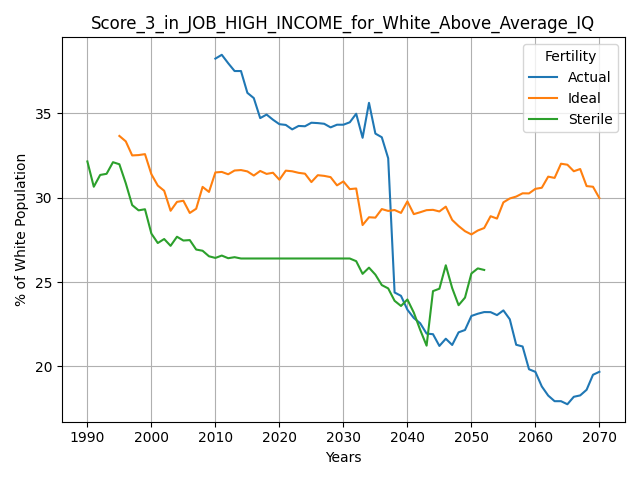 Score_3_in_JOB_HIGH_INCOME_for_White_Above_Average_IQ
Fertility
Actual
Ideal
Sterile
% of White Population
35
30
25
20
1990 2000 2010 2020 2030 2040 2050 2060 2070
Years